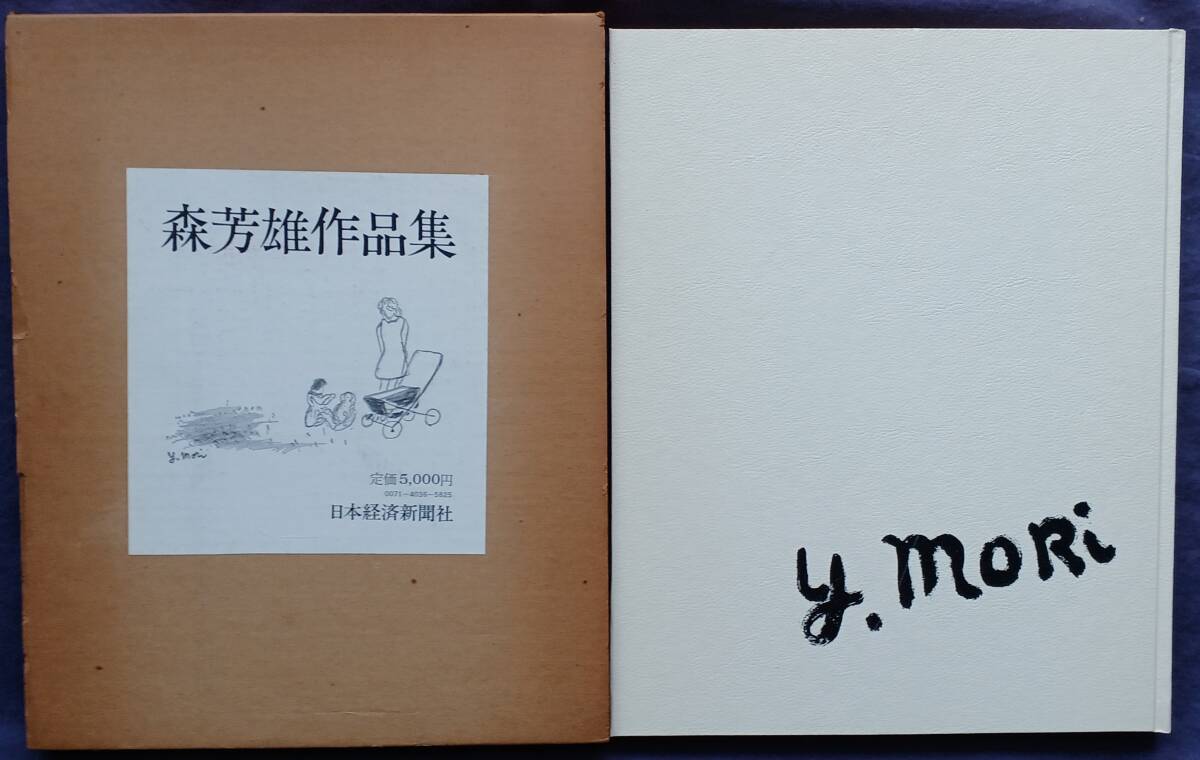 森芳雄作品集
y. mori
定価5,000円
0071-4036-5825
日本経済新聞社
y. MORi